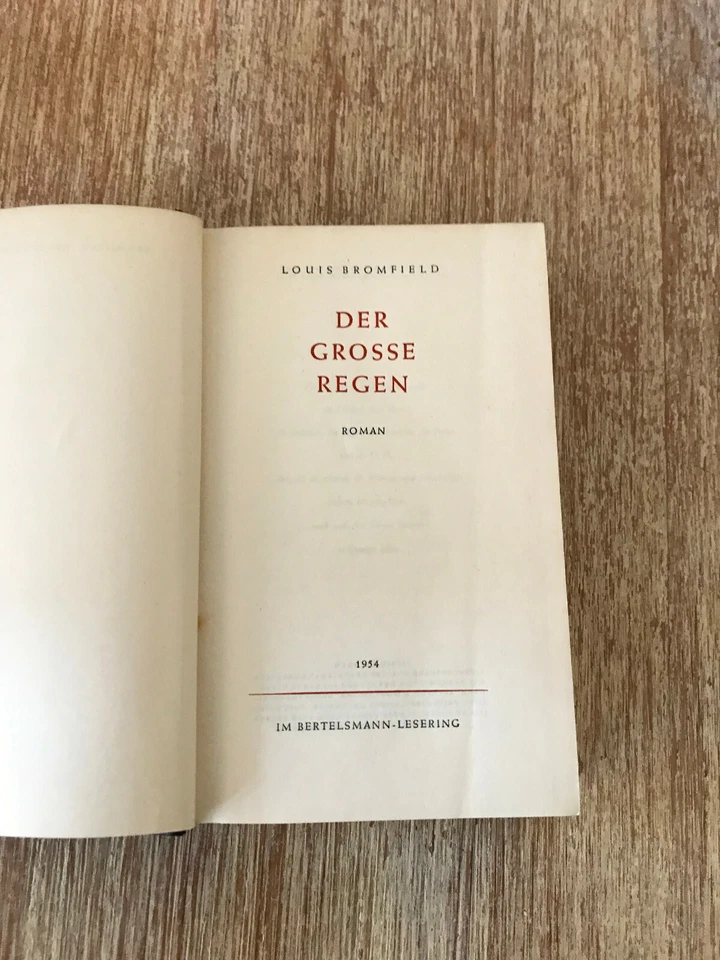 LOUIS BROMFIELD
DER
GROSSE
REGEN
ROMAN
1954
IM BERTELSMANN-LESERING